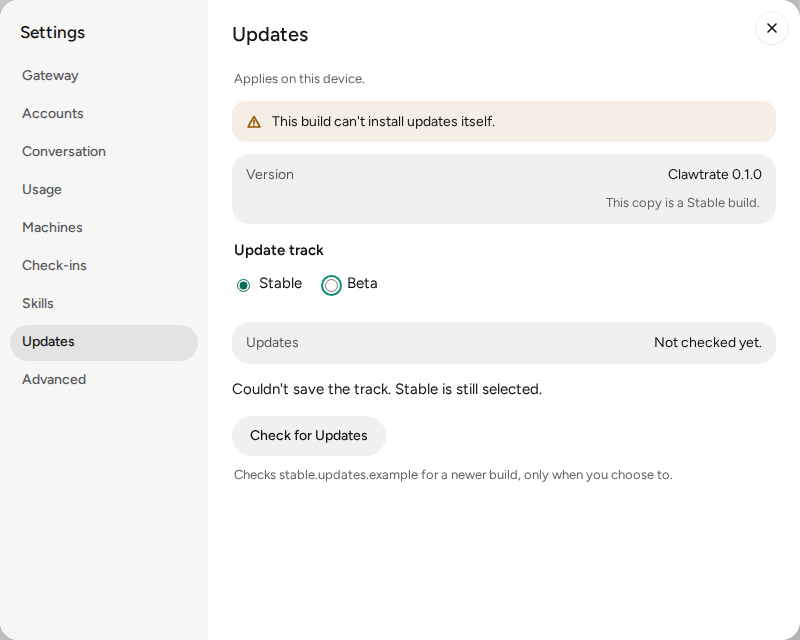 Settings
Gateway
Accounts
Conversation
Usage
Machines
Check-ins
Skills
Updates
Advanced
Updates
Applies on this device.
This build can't install updates itself.
Version
Clawtrate 0.1.0
This copy is a Stable build.
Update track
Stable
Beta
Updates
Not checked yet.
Couldn't save the track. Stable is still selected.
Check for Updates
Checks stable.updates.example for a newer build, only when you choose to.